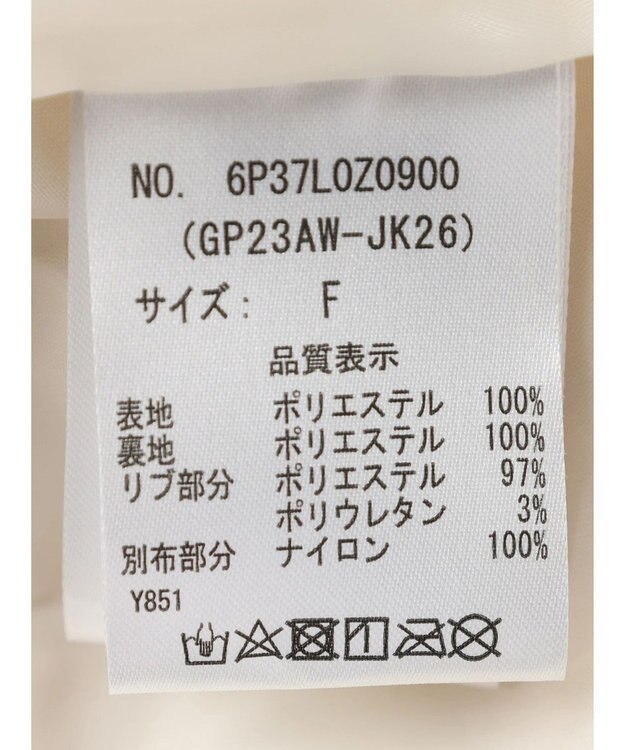 NO. 6P37L0Z0900
(GP23AW-JK26)
サイズ: F
品質表示
表地 ポリエステル 100%
裏地 ポリエステル 100%
リブ部分 ポリエステル 97%
ポリウレタン 3%
別布部分 ナイロン 100%
Y851